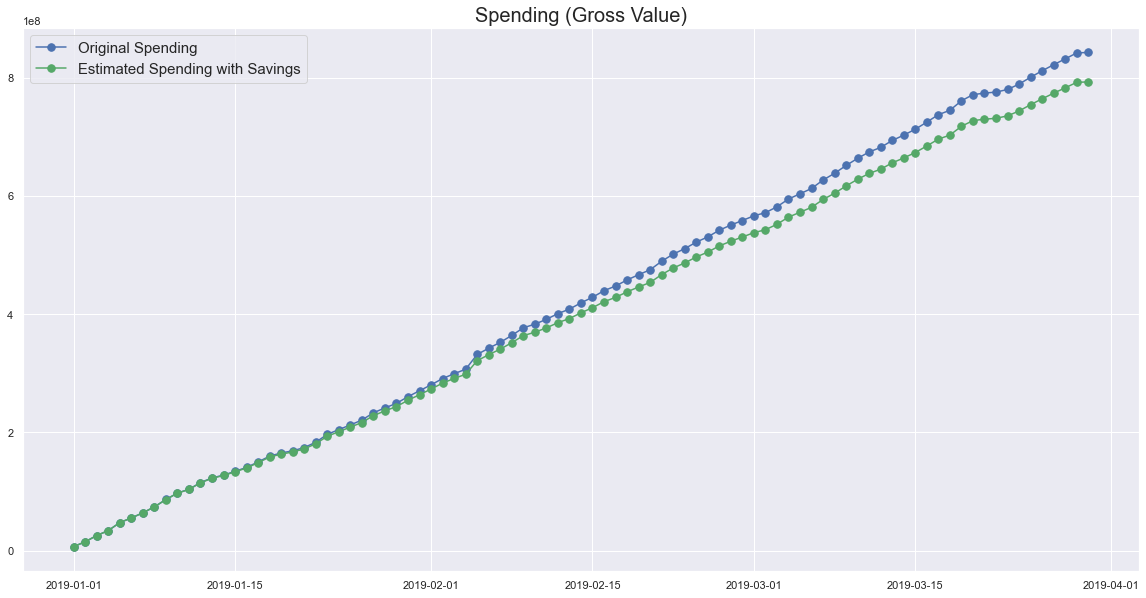 Spending (Gross Value)
1e8
Original Spending
Estimated Spending with Savings
8
6
4
2
0
2019-01-01 2019-01-15 2019-02-01 2019-02-15 2019-03-01 2019-03-15 2019-04-01